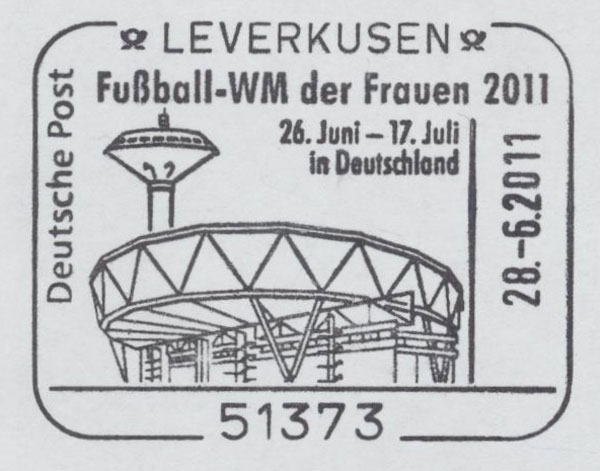 LEVERKUSEN
Fußball-WM der Frauen 2011
26. Juni – 17. Juli
in Deutschland
Deutsche Post
28.-6.2011
51373